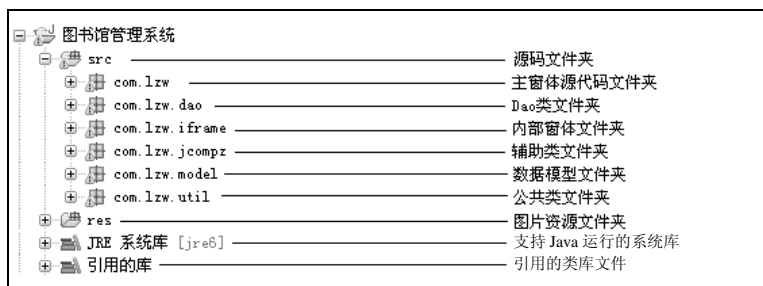 图书馆管理系统
src 源码文件夹
com.lzw 主窗体源代码文件夹
com.lzw.dao Dao类文件夹
com.lzw.iframe 内部窗体文件夹
com.lzw.jcompz 辅助类文件夹
com.lzw.model 数据模型文件夹
com.lzw.util 公共类文件夹
res 图片资源文件夹
JRE 系统库 [jre6] 支持 Java 运行的系统库
引用的库 引用的类库文件